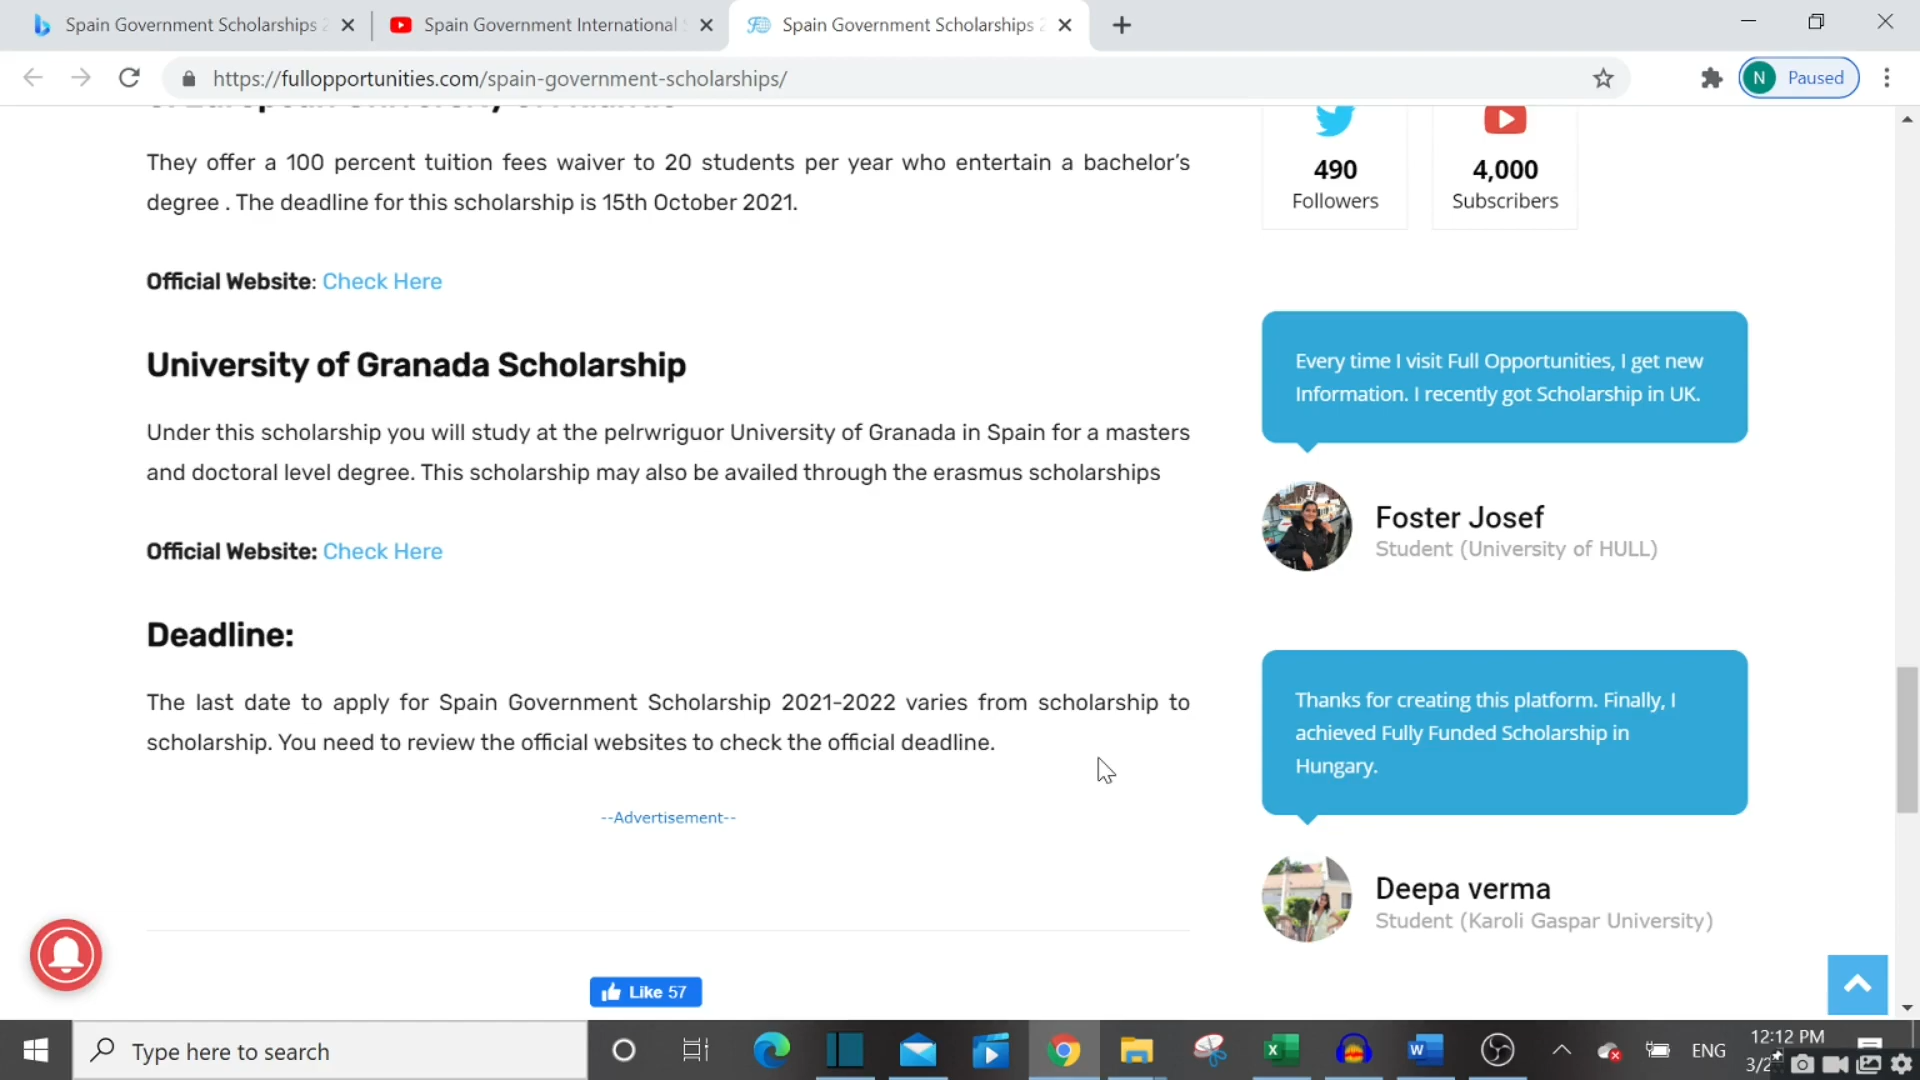 Spain Government Scholarships 2
Spain Government International S
Spain Government Scholarships 2
https://fullopportunities.com/spain-government-scholarships/
N Paused
They offer a 100 percent tuition fees waiver to 20 students per year who entertain a bachelor's
degree . The deadline for this scholarship is 15th October 2021.
Official Website: Check Here
University of Granada Scholarship
Under this scholarship you will study at the pelrwriguor University of Granada in Spain for a masters
and doctoral level degree. This scholarship may also be availed through the erasmus scholarships
Official Website: Check Here
Deadline:
The last date to apply for Spain Government Scholarship 2021-2022 varies from scholarship to
scholarship. You need to review the official websites to check the official deadline.
--Advertisement--
Like 57
490
Followers
4,000
Subscribers
Every time I visit Full Opportunities, I get new
Information. I recently got Scholarship in UK.
Foster Josef
Student (University of HULL)
Thanks for creating this platform. Finally, I
achieved Fully Funded Scholarship in
Hungary.
Deepa verma
Student (Karoli Gaspar University)
Type here to search
ENG
12:12 PM